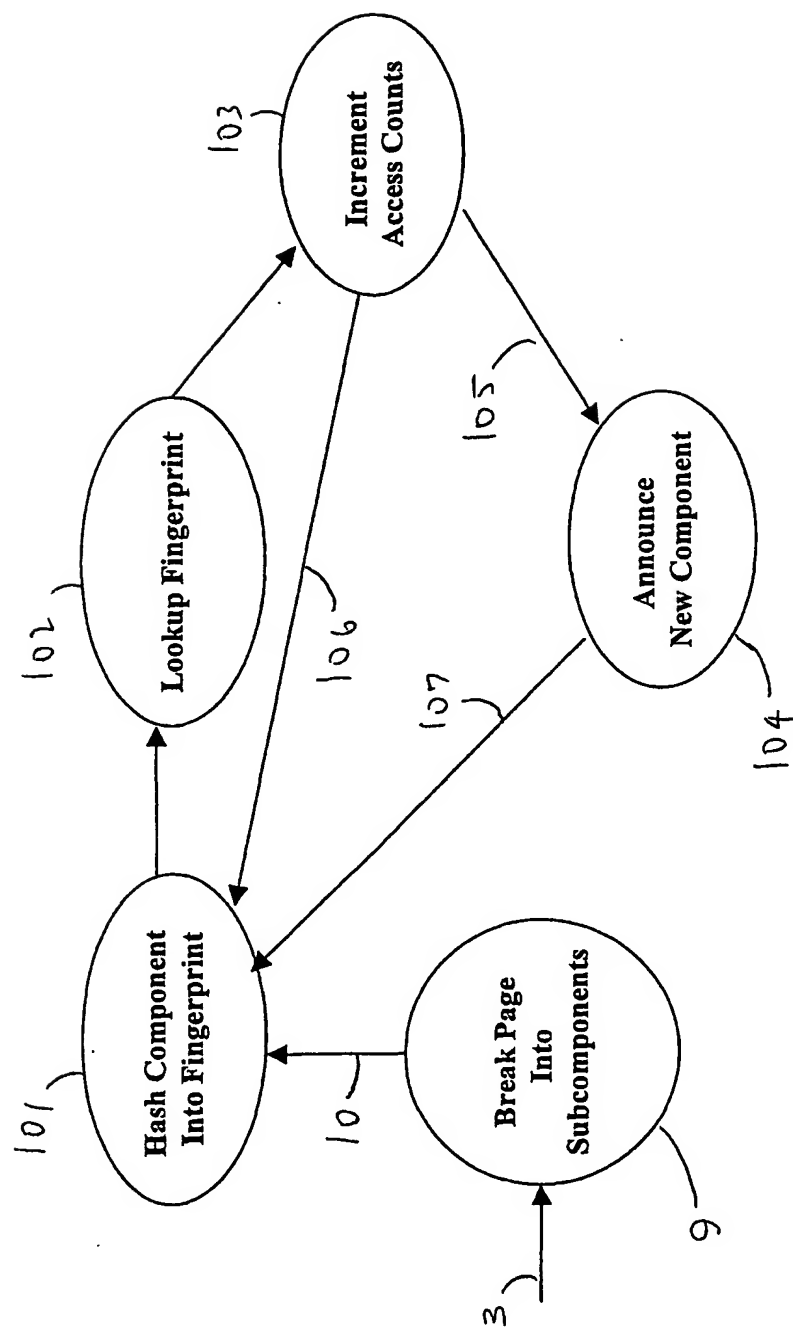 101
Hash Component
Into Fingerprint
102
Lookup Fingerprint
103
Increment
Access Counts
106
105
107
10
Break Page
Into
Subcomponents
9
3
Announce
New Component
104